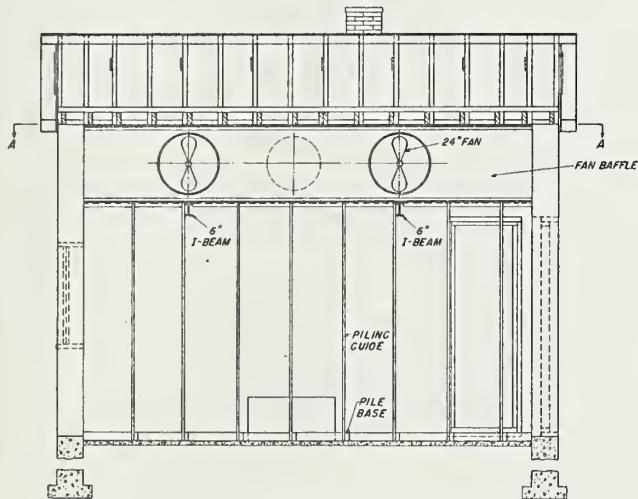 A
A
24" FAN
FAN BAFFLE
6"
I-BEAM
6"
I-BEAM
PILING
GUIDE
PILE
BASE